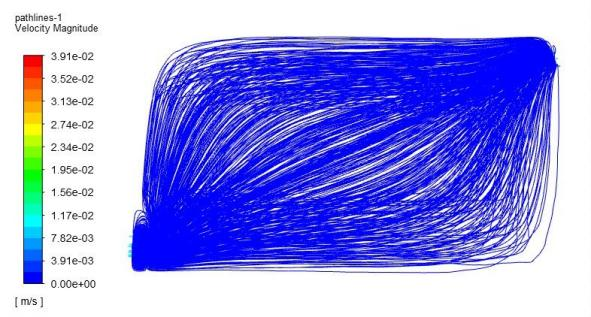 pathlines-1
Velocity Magnitude
3.91e-02
3.52e-02
3.13e-02
2.74e-02
2.34e-02
1.95e-02
1.56e-02
1.17e-02
7.82e-03
3.91e-03
0.00e+00
[ m/s ]